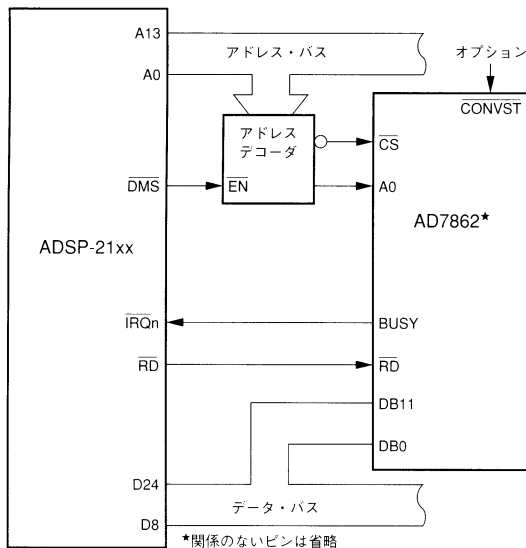 A13
アドレス・バス
A0
オプション
CONVST
アドレス
デコーダ
CS
DMS
EN
A0
ADSP-21xx
AD7862★
IRQn
BUSY
RD
RD
DB11
DB0
D24
データ・バス
D8
★関係のないピンは省略